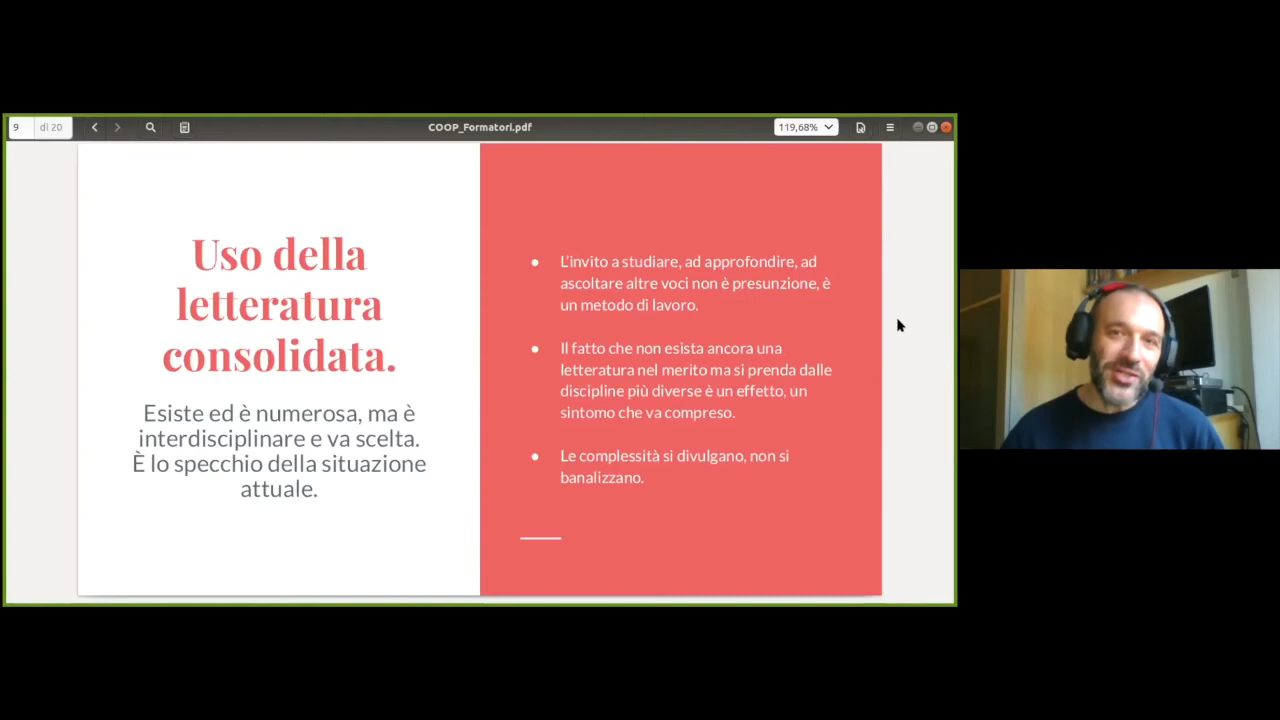 9
di 20
COOP_Formatori.pdf
119,68%
Uso della
letteratura
consolidata.
Esiste ed è numerosa, ma è
interdisciplinare e va scelta.
È lo specchio della situazione
attuale.
● L'invito a studiare, ad approfondire, ad
ascoltare altre voci non è presunzione, è
un metodo di lavoro.
● Il fatto che non esista ancora una
letteratura nel merito ma si prenda dalle
discipline più diverse è un effetto, un
sintomo che va compreso.
● Le complessità si divulgano, non si
banalizzano.